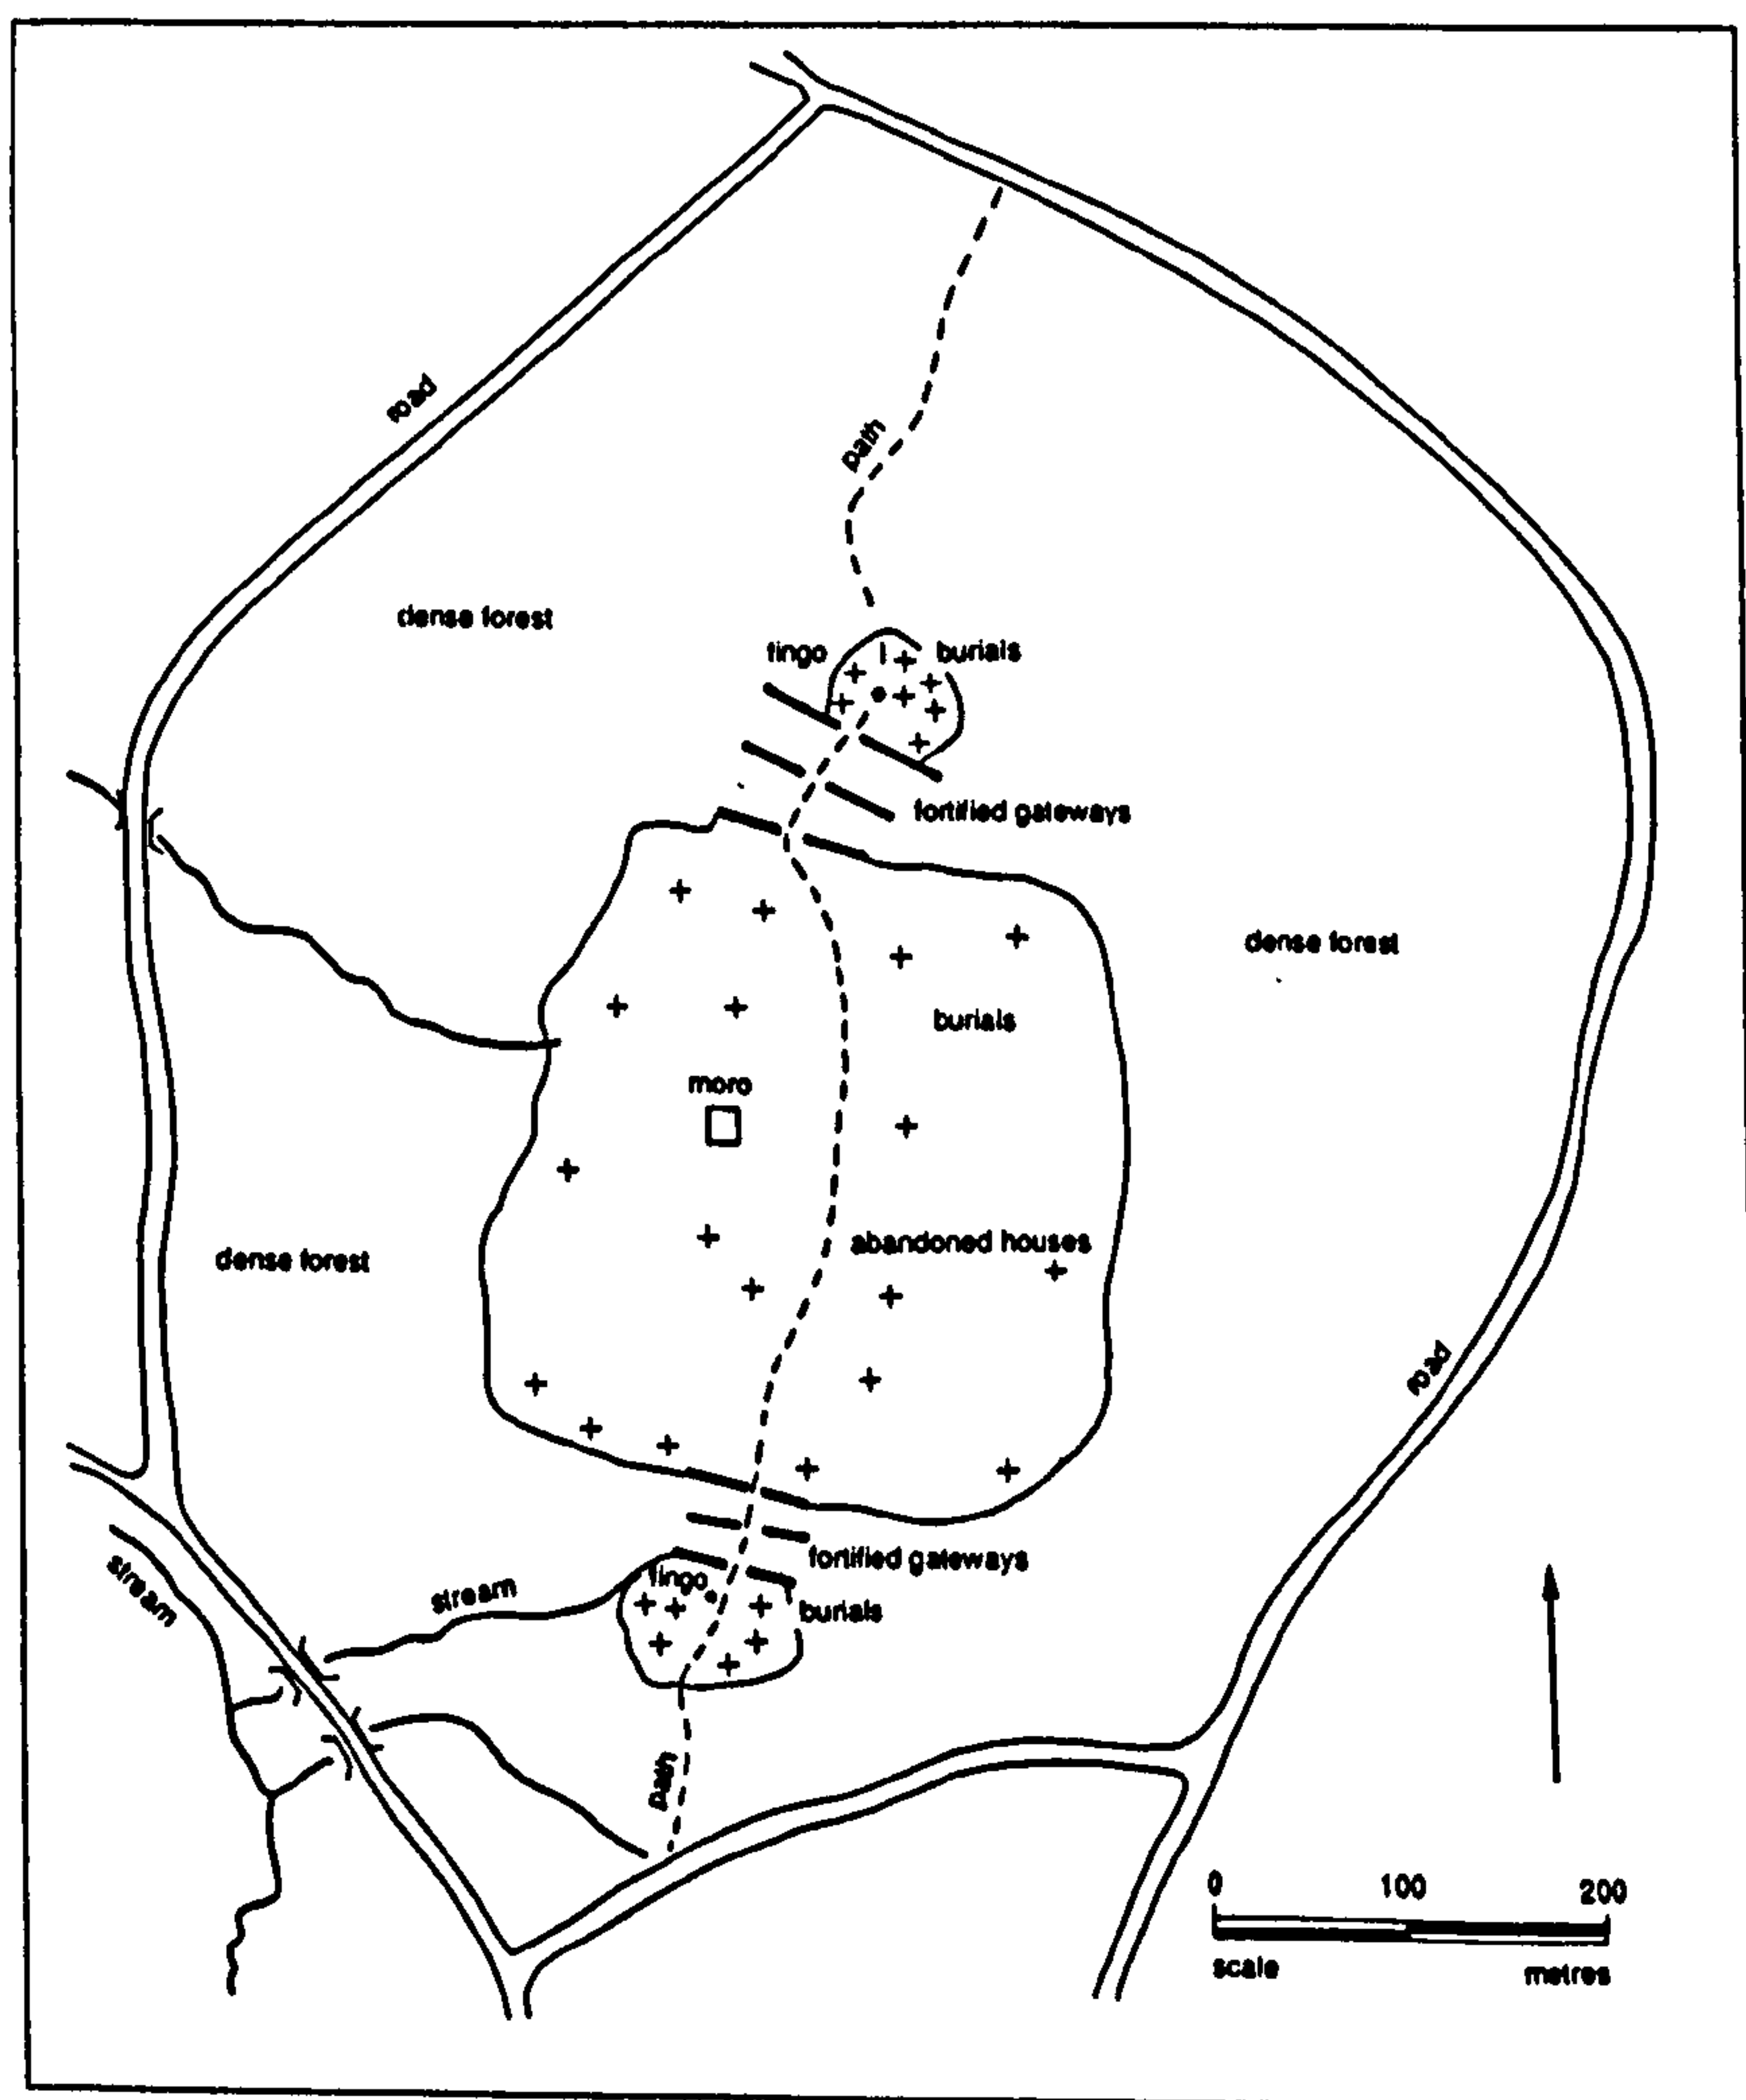 road
path
dense forest
fingo
burials
fortified gateways
dense forest
burials
moro
abandoned houses
dense forest
road
fortified gateways
fingo
stream
stream
burials
path
0 100 200
scale metres